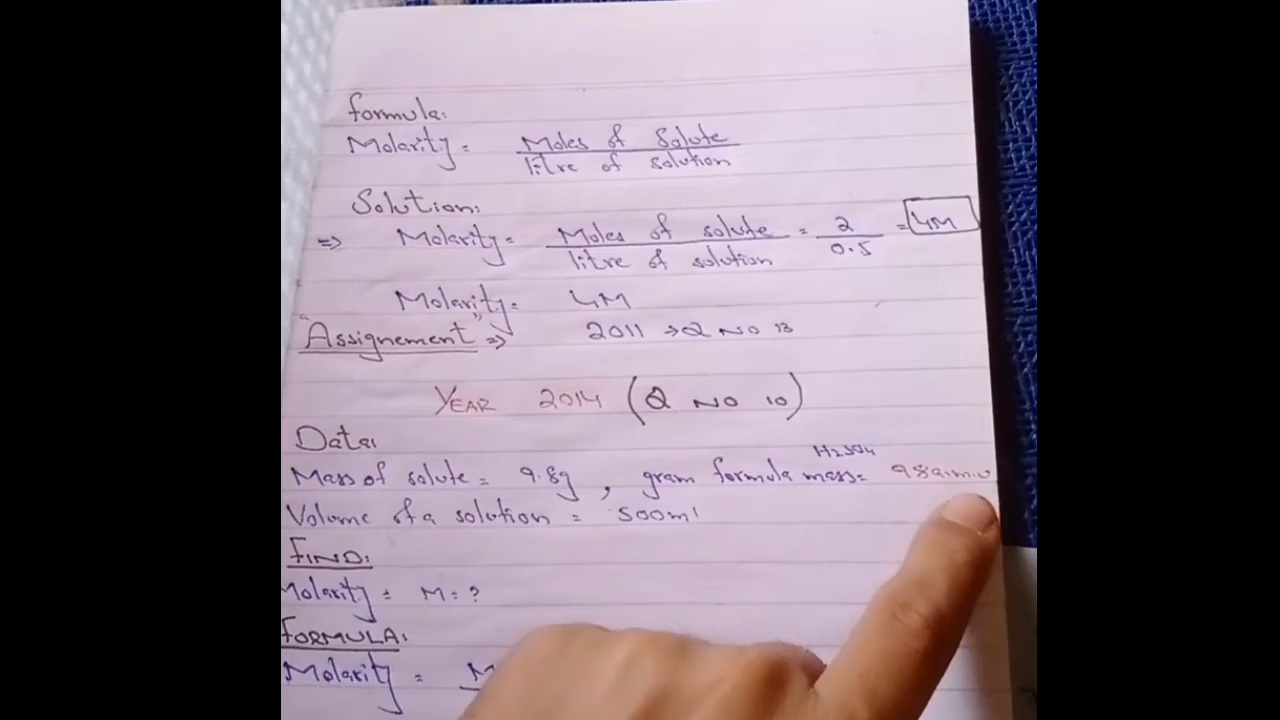 formula:
Molarity = Moles of Solute / litre of solution
Solution:
⇒ Molarity = Moles of solute / litre of solution = 2 / 0.5 = 4M
Molarity = 4M
"Assignement" ⇒ 2011 → Q NO 13
YEAR 2014 (Q NO 10)
Data:
Mass of solute = 9.8g, gram formula mass H2SO4 = 98a.m.u
Volume of a solution = 500ml
FIND:
Molarity = M = ?
FORMULA:
Molarity =